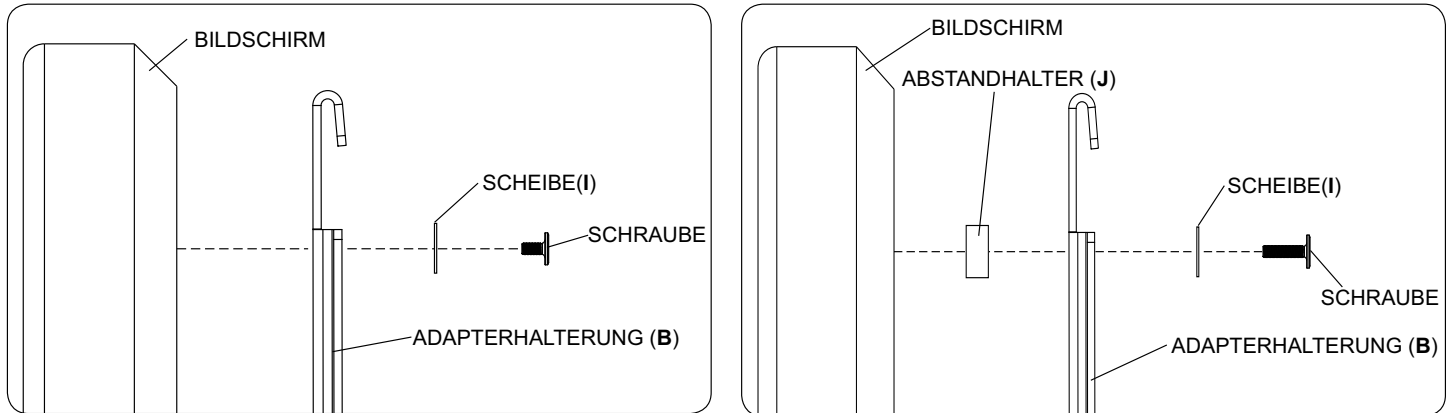 BILDSCHIRM
SCHEIBE(I)
SCHRAUBE
ADAPTERHALTERUNG (B)
BILDSCHIRM
ABSTANDHALTER (J)
SCHEIBE(I)
SCHRAUBE
ADAPTERHALTERUNG (B)